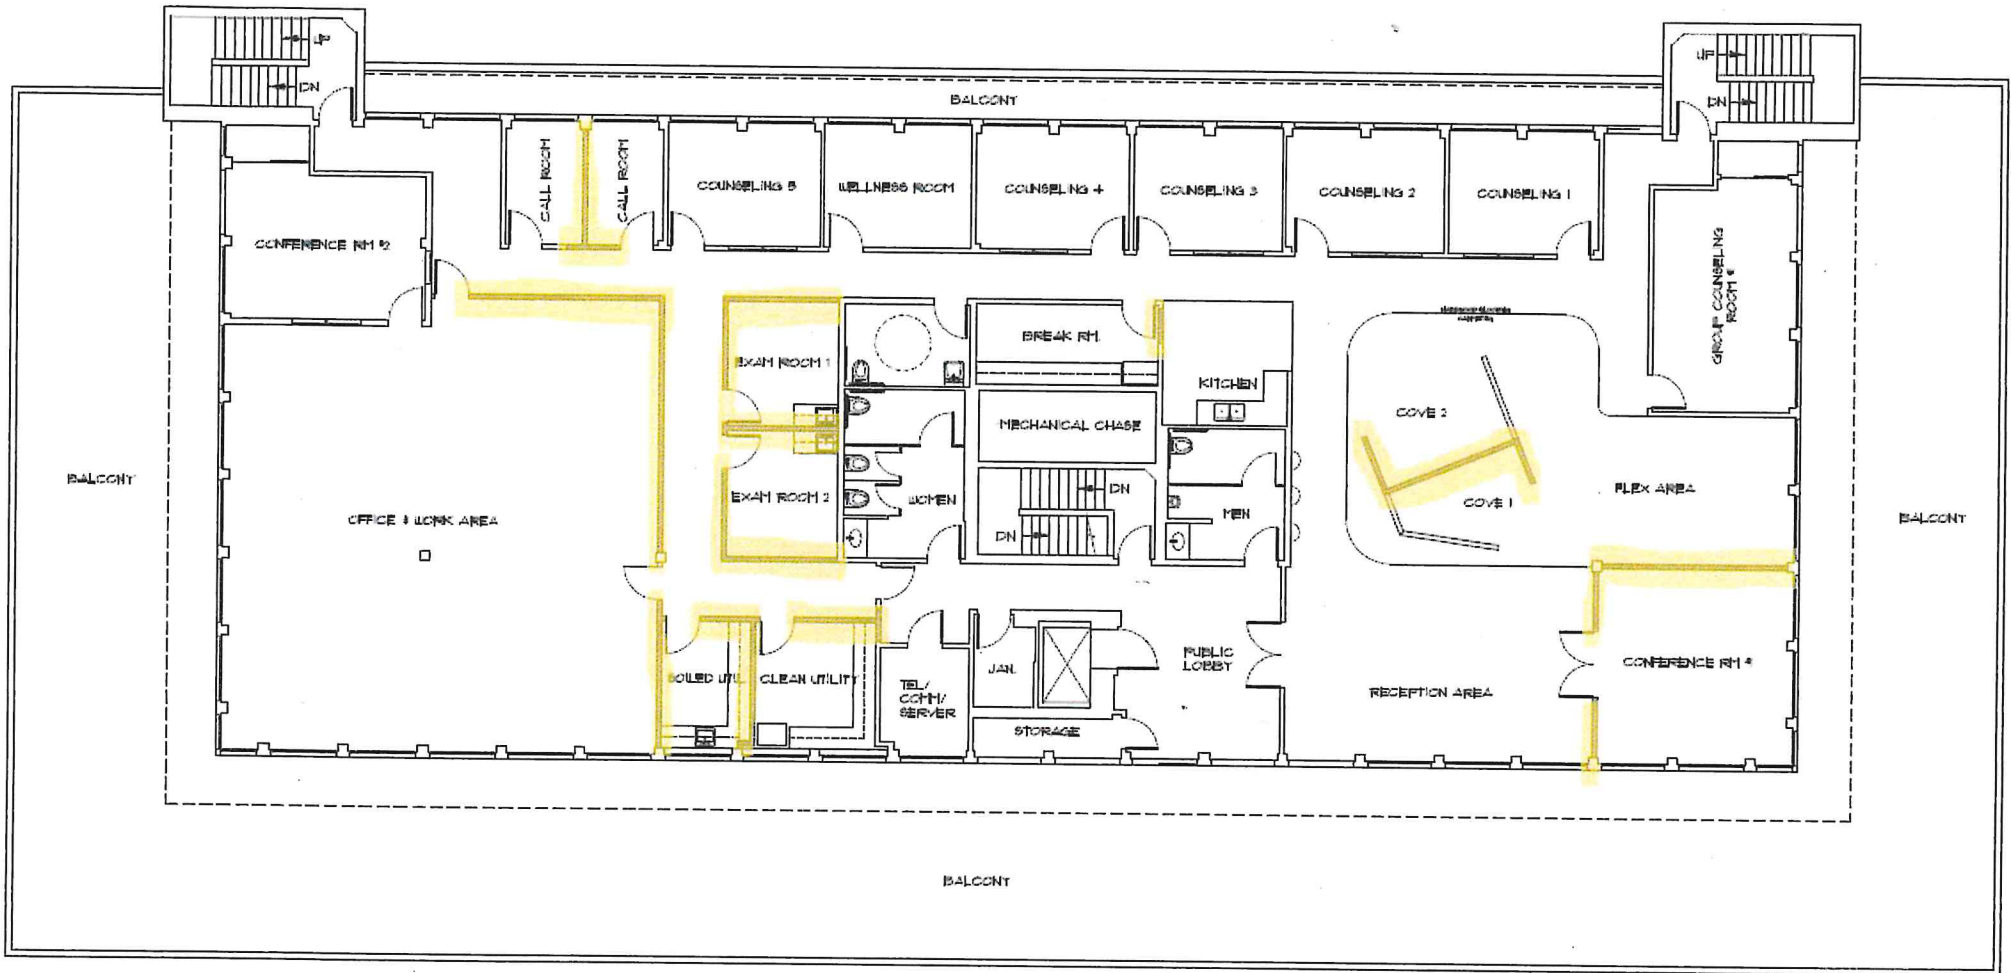 UP
DN
UP
DN
BALCONY
CALL ROOM
CALL ROOM
COUNSELING 5
WELLNESS ROOM
COUNSELING 4
COUNSELING 3
COUNSELING 2
COUNSELING 1
CONFERENCE RM #2
GROUP COUNSELING
ROOM #
EXAM ROOM 1
BREAK RM.
KITCHEN
COVE 2
MECHANICAL CHASE
BALCONY
EXAM ROOM 2
WOMEN
DN
DN
MEN
COVE 1
FLEX AREA
BALCONY
OFFICE & WORK AREA
SOILED UTIL
CLEAN UTILITY
TEL/
COMM/
SERVER
JAN.
PUBLIC
LOBBY
RECEPTION AREA
CONFERENCE RM #
STORAGE
BALCONY